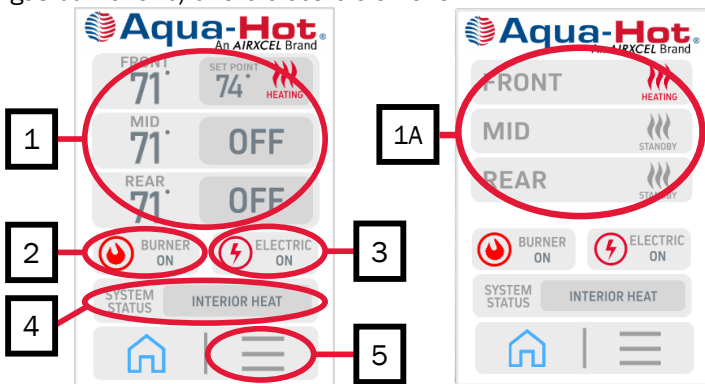 Aqua-Hot®
An AIRXCEL Brand
FRONT
71°
SET POINT
74°
HEATING
MID
71°
OFF
REAR
71°
OFF
BURNER
ON
ELECTRIC
ON
SYSTEM
STATUS
INTERIOR HEAT
1
2
3
4
5
Aqua-Hot®
An AIRXCEL Brand
FRONT
HEATING
MID
STANDBY
REAR
STANDBY
BURNER
ON
ELECTRIC
ON
SYSTEM
STATUS
INTERIOR HEAT
1A